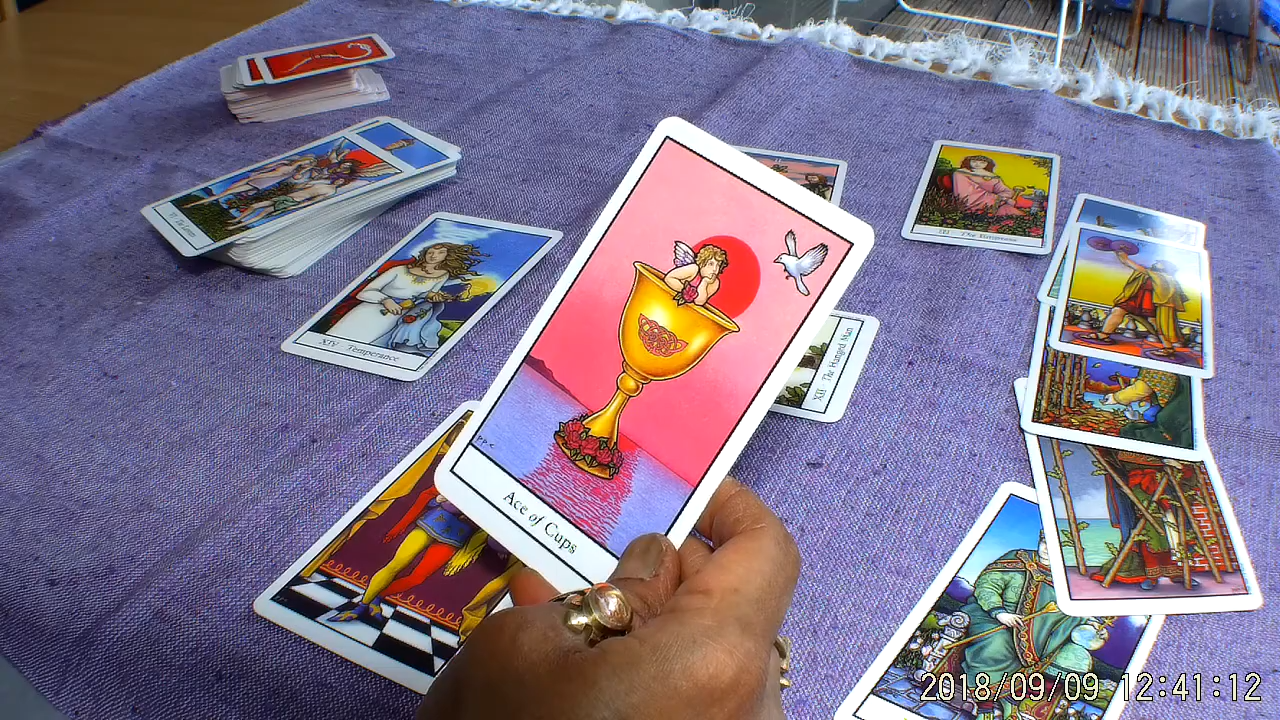 III The Empress
XIV Temperance
XII The Hanged Man
Ace of Cups
2018/09/09 12:41:12